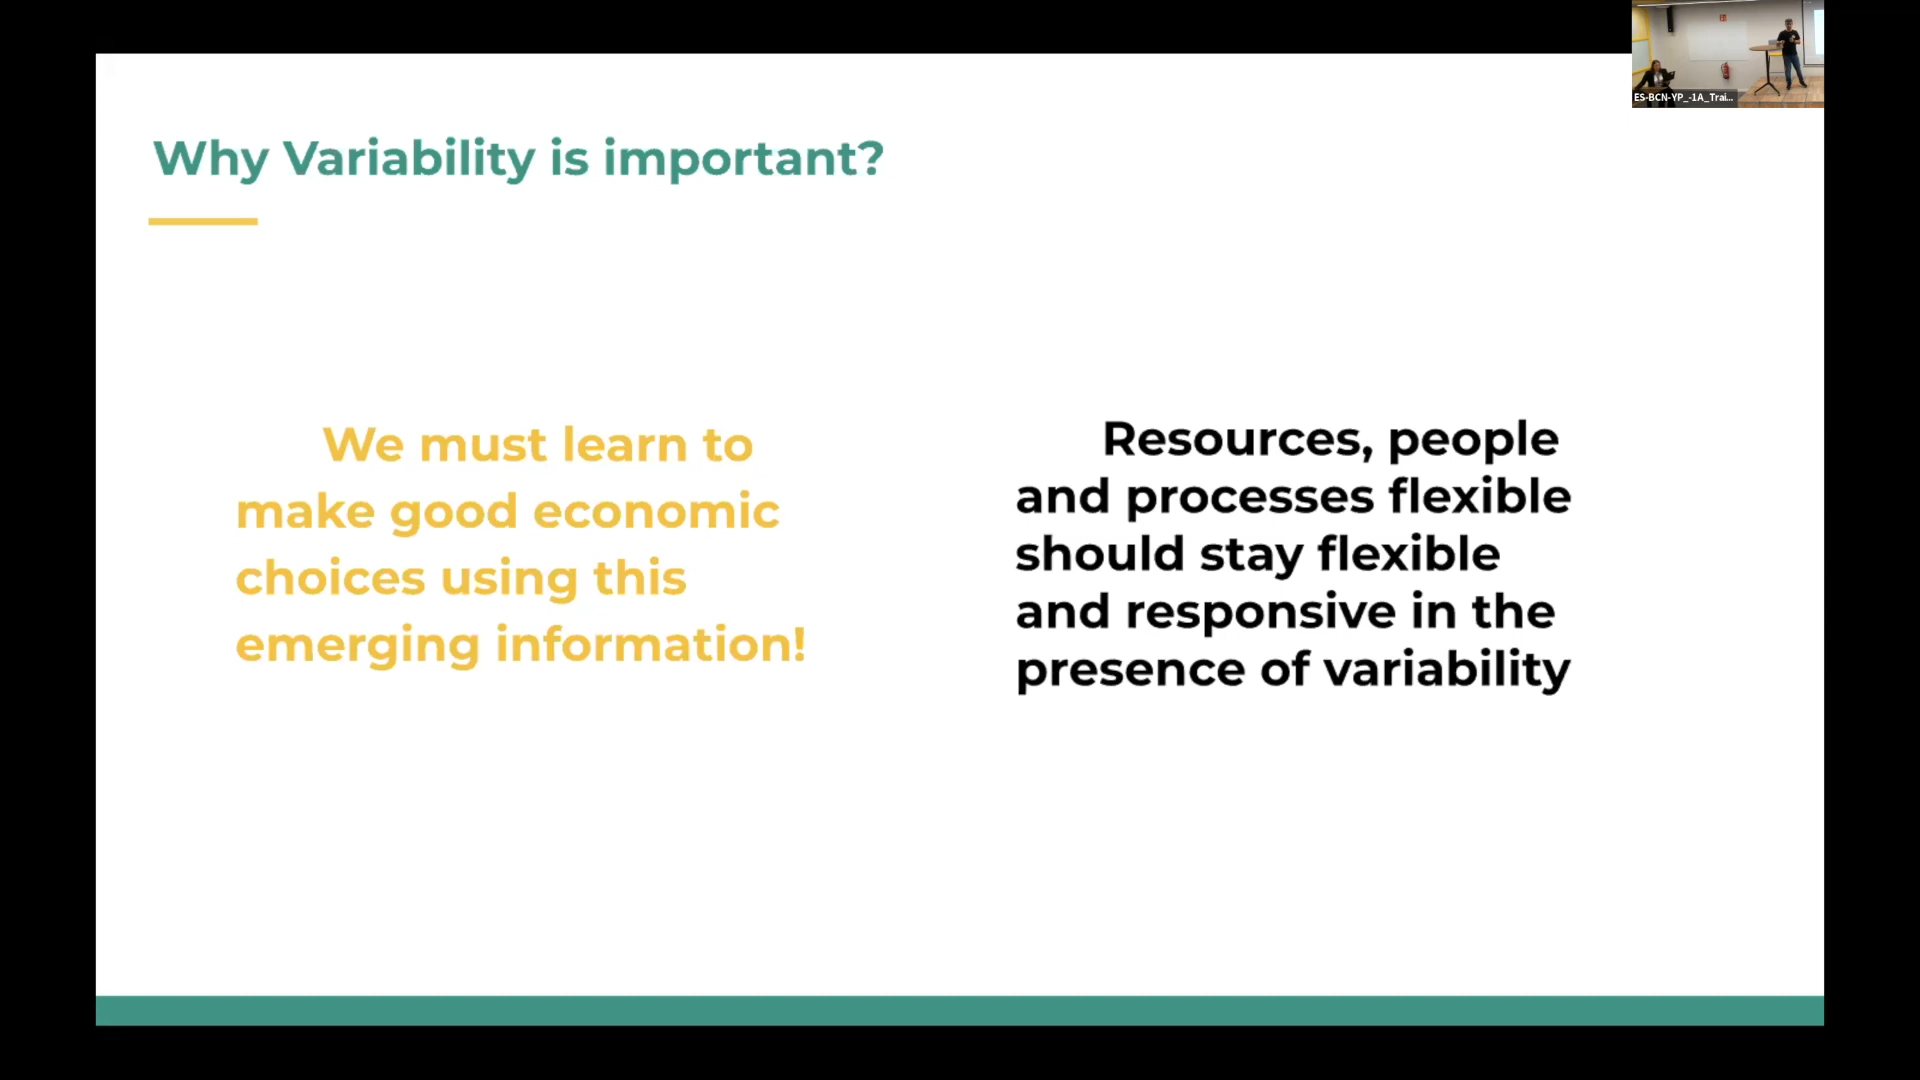 ES-BCN-YP_-1A_Trai...
Why Variability is important?
We must learn to
make good economic
choices using this
emerging information!
Resources, people
and processes flexible
should stay flexible
and responsive in the
presence of variability